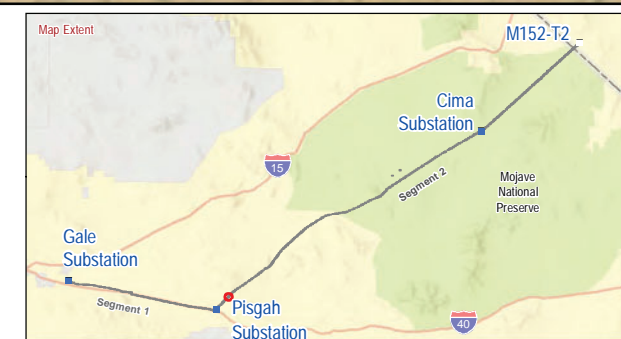 Map Extent
M152-T2
Cima
Substation
15
Segment 2
Mojave
National
Preserve
Gale
Substation
Segment 1
Pisgah
Substation
40